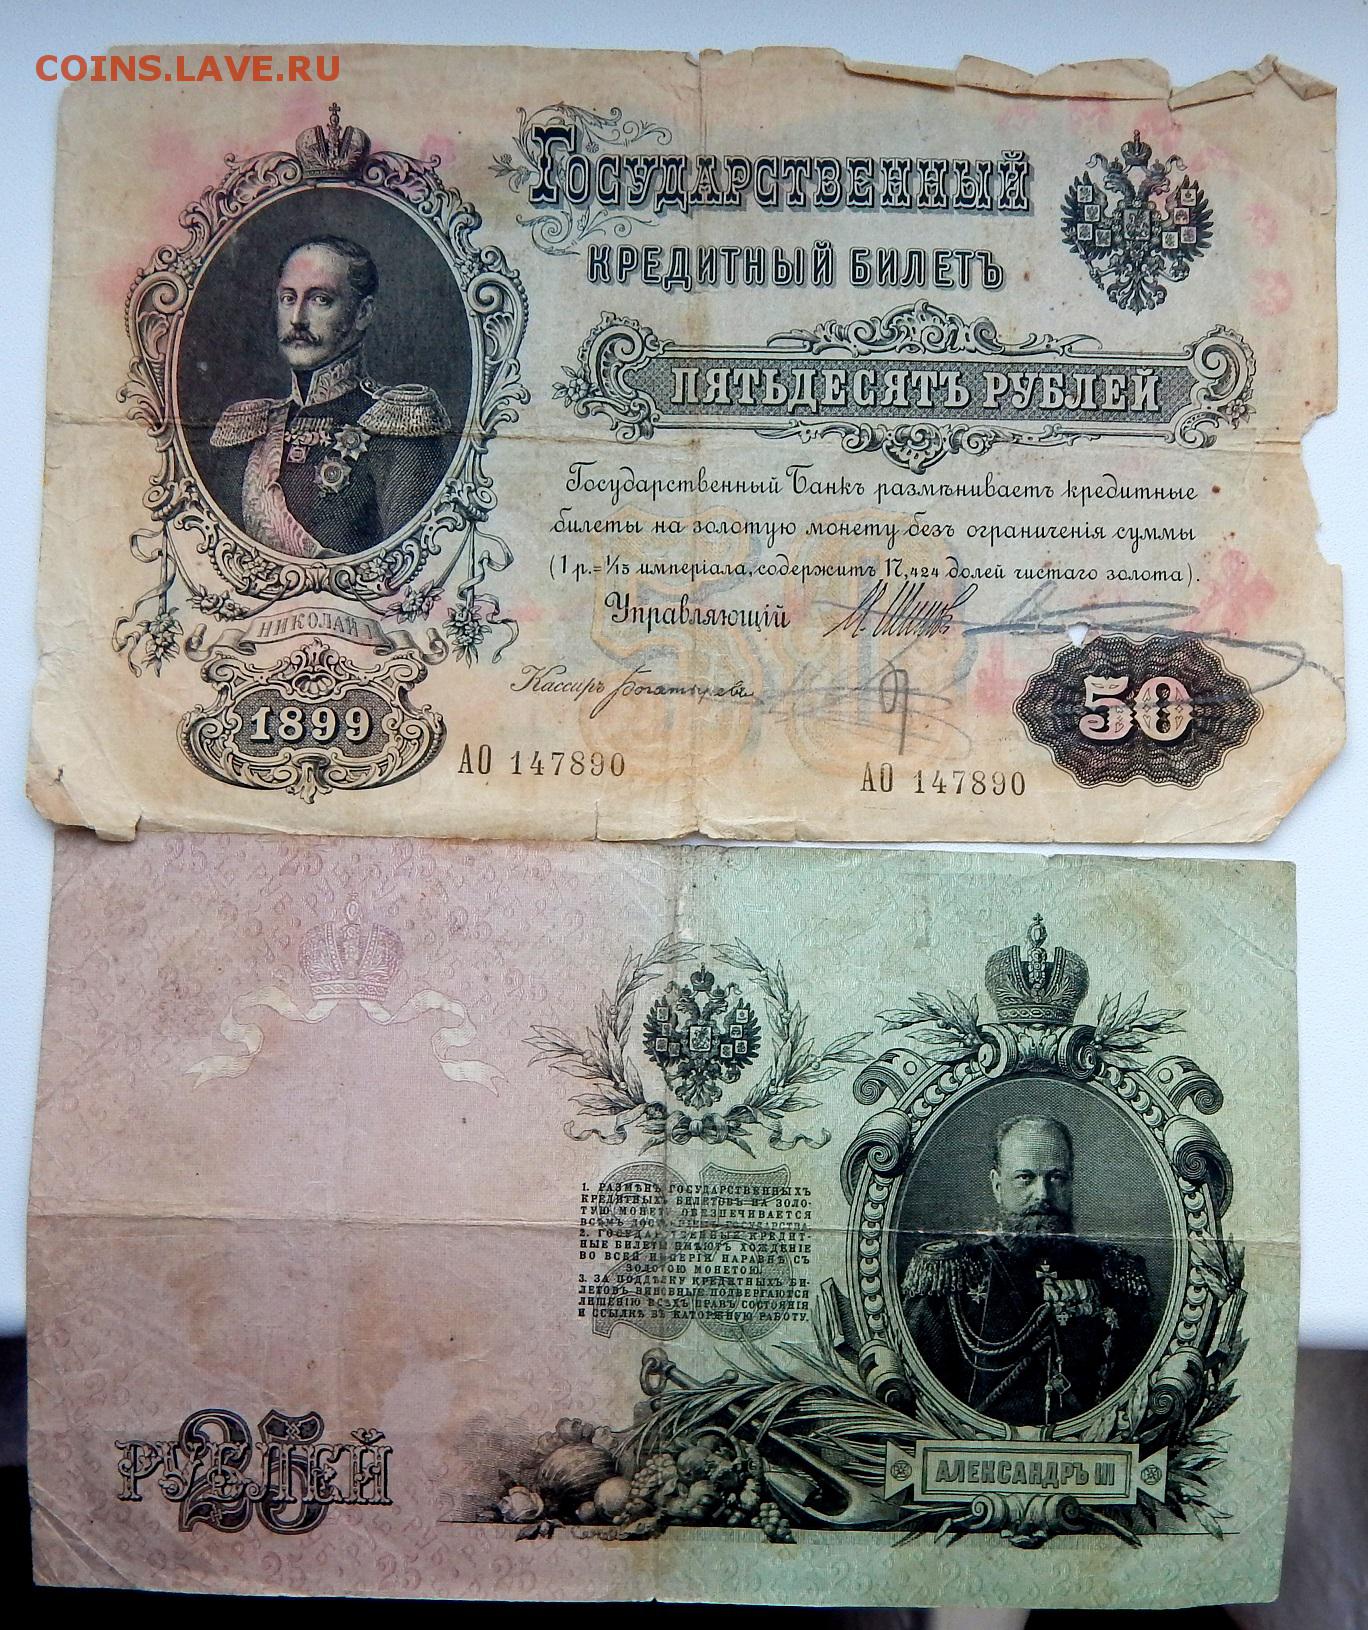 COINS.LAVE.RU
ГОСУДАРСТВЕННЫЙ
КРЕДИТНЫЙ БИЛЕТЪ
ПЯТЬДЕСЯТЪ РУБЛЕЙ
Государственный Банкъ размѣниваетъ кредитные
билеты на золотую монету безъ ограниченія суммы
(1 р.=1/15 имперіала, содержитъ 17,424 долей чистаго золота).
Управляющій
НИКОЛАЙ I
Кассиръ Богатыревъ
50
1899
АО 147890
АО 147890
25
1. РАЗМѢНЪ ГОСУДАРСТВЕННЫХЪ
КРЕДИТНЫХЪ БИЛЕТОВЪ НА ЗОЛО-
ТУЮ МОНЕТУ ОБЕЗПЕЧИВАЕТСЯ
ВСѢМЪ ДОСТОЯНІЕМЪ ГОСУДАРСТВА.
2. ГОСУДАРСТВЕННЫЕ КРЕДИТ-
НЫЕ БИЛЕТЫ ИМѢЮТЪ ХОЖДЕНІЕ
ВО ВСЕЙ ИМПЕРІИ НАРАВНѢ СЪ
ЗОЛОТОЮ МОНЕТОЮ.
3. ЗА ПОДДѢЛКУ КРЕДИТНЫХЪ БИ-
ЛЕТОВЪ ВИНОВНЫЕ ПОДВЕРГАЮТСЯ
ЛИШЕНІЮ ВСѢХЪ ПРАВЪ СОСТОЯНІЯ
И ССЫЛКѢ ВЪ КАТОРЖНУЮ РАБОТУ.
25
РУБЛЕЙ
АЛЕКСАНДРЪ III